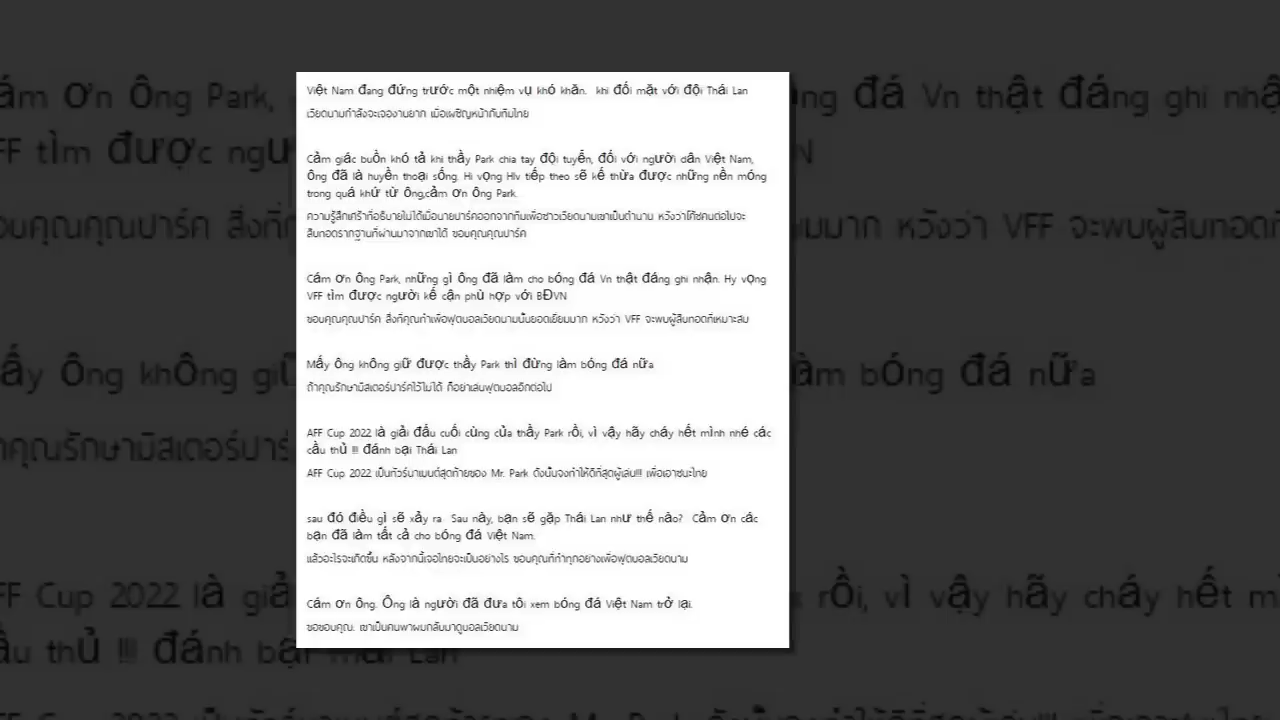 Việt Nam đang đứng trước một nhiệm vụ khó khăn. khi đối mặt với đội Thái Lan
เวียดนามกำลังจะเจองานยาก เมื่อเผชิญหน้ากับทีมไทย
Cảm giác buồn khó tả khi thầy Park chia tay đội tuyển, đối với người dân Việt Nam,
ông đã là huyền thoại sống. Hi vọng Hlv tiếp theo sẽ kế thừa được những nền móng
trong quá khứ từ ông,cảm ơn ông Park.
ความรู้สึกเศร้าที่อธิบายไม่ได้เมื่อนายปาร์คออกจากทีมเพื่อชาวเวียดนามเขาเป็นตำนาน หวังว่าโค้ชคนต่อไปจะ
สืบทอดรากฐานที่ผ่านมาจากเขาได้ ขอบคุณคุณปาร์ค
Cám ơn ông Park, những gì ông đã làm cho bóng đá Vn thật đáng ghi nhận. Hy vọng
VFF tìm được người kế cận phù hợp với BĐVN
ขอบคุณคุณปาร์ค สิ่งที่คุณทำเพื่อฟุตบอลเวียดนามนั้นยอดเยี่ยมมาก หวังว่า VFF จะพบผู้สืบทอดที่เหมาะสม
Mấy ông không giữ được thầy Park thì đừng làm bóng đá nữa
ถ้าคุณรักษามิสเตอร์ปาร์คไว้ไม่ได้ ก็อย่าเล่นฟุตบอลอีกต่อไป
AFF Cup 2022 là giải đấu cuối cùng của thầy Park rồi, vì vậy hãy cháy hết mình nhé các
cầu thủ !!! đánh bại Thái Lan
AFF Cup 2022 เป็นทัวร์นาเมนต์สุดท้ายของ Mr. Park ดังนั้นจงทำให้ดีที่สุดผู้เล่น!!! เพื่อเอาชนะไทย
sau đó điều gì sẽ xảy ra Sau này, bạn sẽ gặp Thái Lan như thế nào? Cảm ơn các
bạn đã làm tất cả cho bóng đá Việt Nam.
แล้วอะไรจะเกิดขึ้น หลังจากนี้เจอไทยจะเป็นอย่างไร ขอบคุณที่ทำทุกอย่างเพื่อฟุตบอลเวียดนาม
Cám ơn ông. Ông là người đã đưa tôi xem bóng đá Việt Nam trở lại.
ขอขอบคุณ. เขาเป็นคนพาผมกลับมาดูบอลเวียดนาม